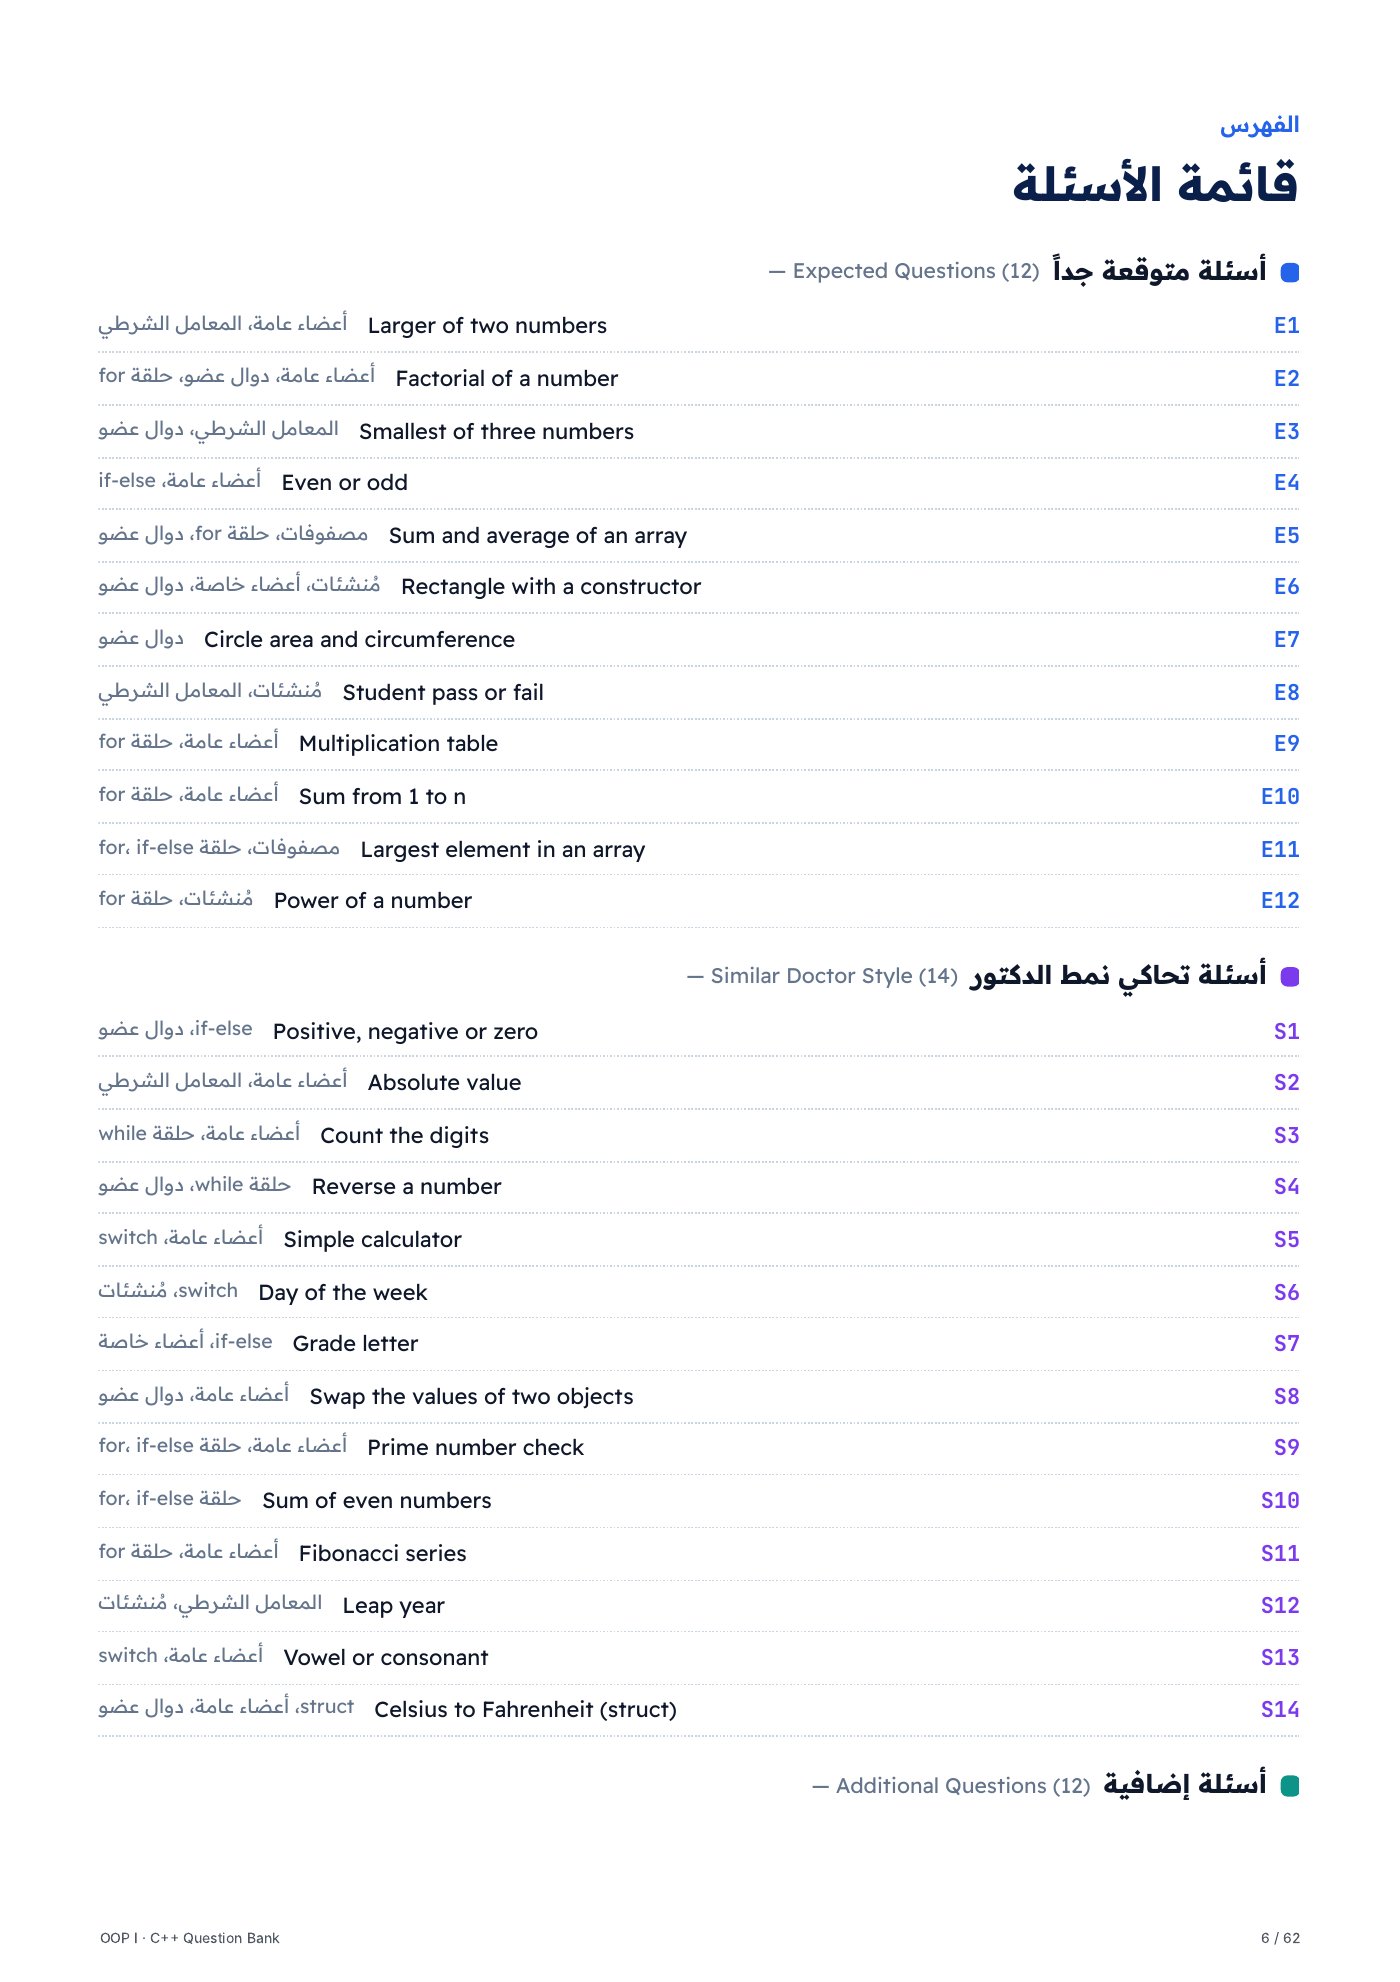 الفهرس
قائمة الأسئلة
أسئلة متوقعة جداً — Expected Questions (12)
E1 Larger of two numbers أعضاء عامة، المعامل الشرطي
E2 Factorial of a number أعضاء عامة، دوال عضو، حلقة for
E3 Smallest of three numbers المعامل الشرطي، دوال عضو
E4 Even or odd أعضاء عامة، if-else
E5 Sum and average of an array مصفوفات، حلقة for، دوال عضو
E6 Rectangle with a constructor مُنشئات، أعضاء خاصة، دوال عضو
E7 Circle area and circumference دوال عضو
E8 Student pass or fail مُنشئات، المعامل الشرطي
E9 Multiplication table أعضاء عامة، حلقة for
E10 Sum from 1 to n أعضاء عامة، حلقة for
E11 Largest element in an array مصفوفات، حلقة for، if-else
E12 Power of a number مُنشئات، حلقة for
أسئلة تحاكي نمط الدكتور — Similar Doctor Style (14)
S1 Positive, negative or zero if-else، دوال عضو
S2 Absolute value أعضاء عامة، المعامل الشرطي
S3 Count the digits أعضاء عامة، حلقة while
S4 Reverse a number حلقة while، دوال عضو
S5 Simple calculator أعضاء عامة، switch
S6 Day of the week switch، مُنشئات
S7 Grade letter if-else، أعضاء خاصة
S8 Swap the values of two objects أعضاء عامة، دوال عضو
S9 Prime number check أعضاء عامة، حلقة for، if-else
S10 Sum of even numbers حلقة for، if-else
S11 Fibonacci series أعضاء عامة، حلقة for
S12 Leap year المعامل الشرطي، مُنشئات
S13 Vowel or consonant أعضاء عامة، switch
S14 Celsius to Fahrenheit (struct) struct، أعضاء عامة، دوال عضو
أسئلة إضافية — Additional Questions (12)
OOP I · C++ Question Bank 6 / 62